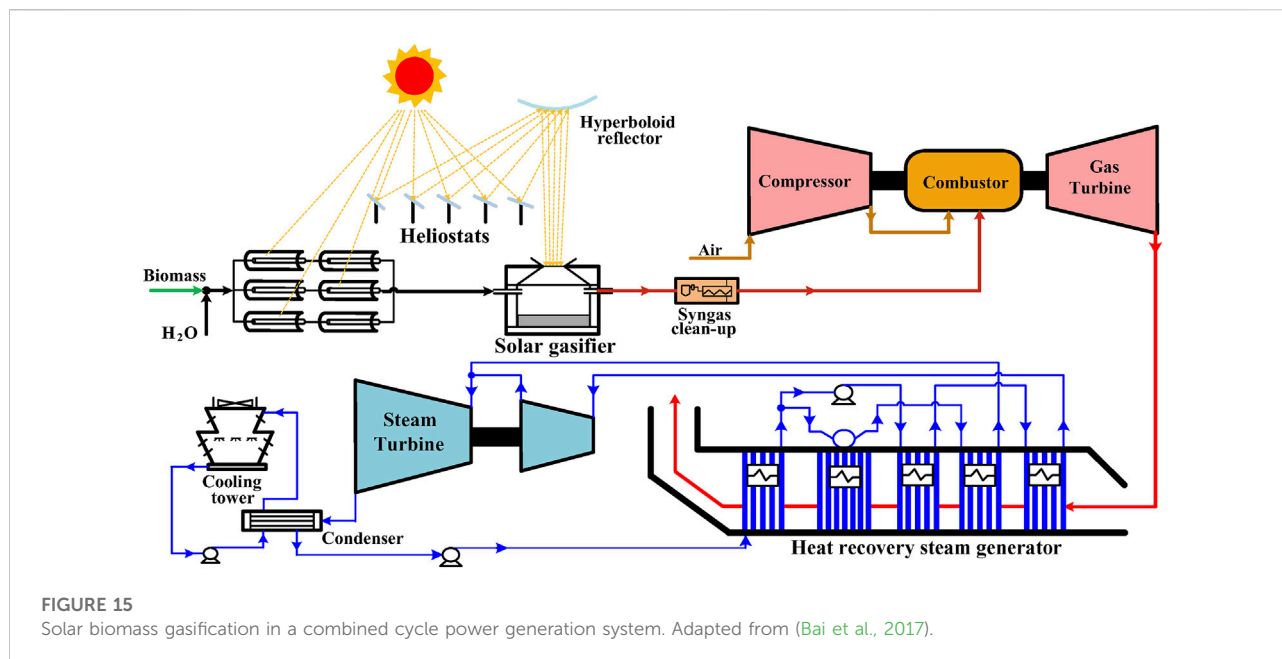 Hyperboloid
reflector
Compressor
Combustor
Gas
Turbine
Heliostats
Air
Biomass
H₂O
Syngas
clean-up
Solar gasifier
Steam
Turbine
Cooling
tower
Condenser
Heat recovery steam generator
FIGURE 15
Solar biomass gasification in a combined cycle power generation system. Adapted from (Bai et al., 2017).